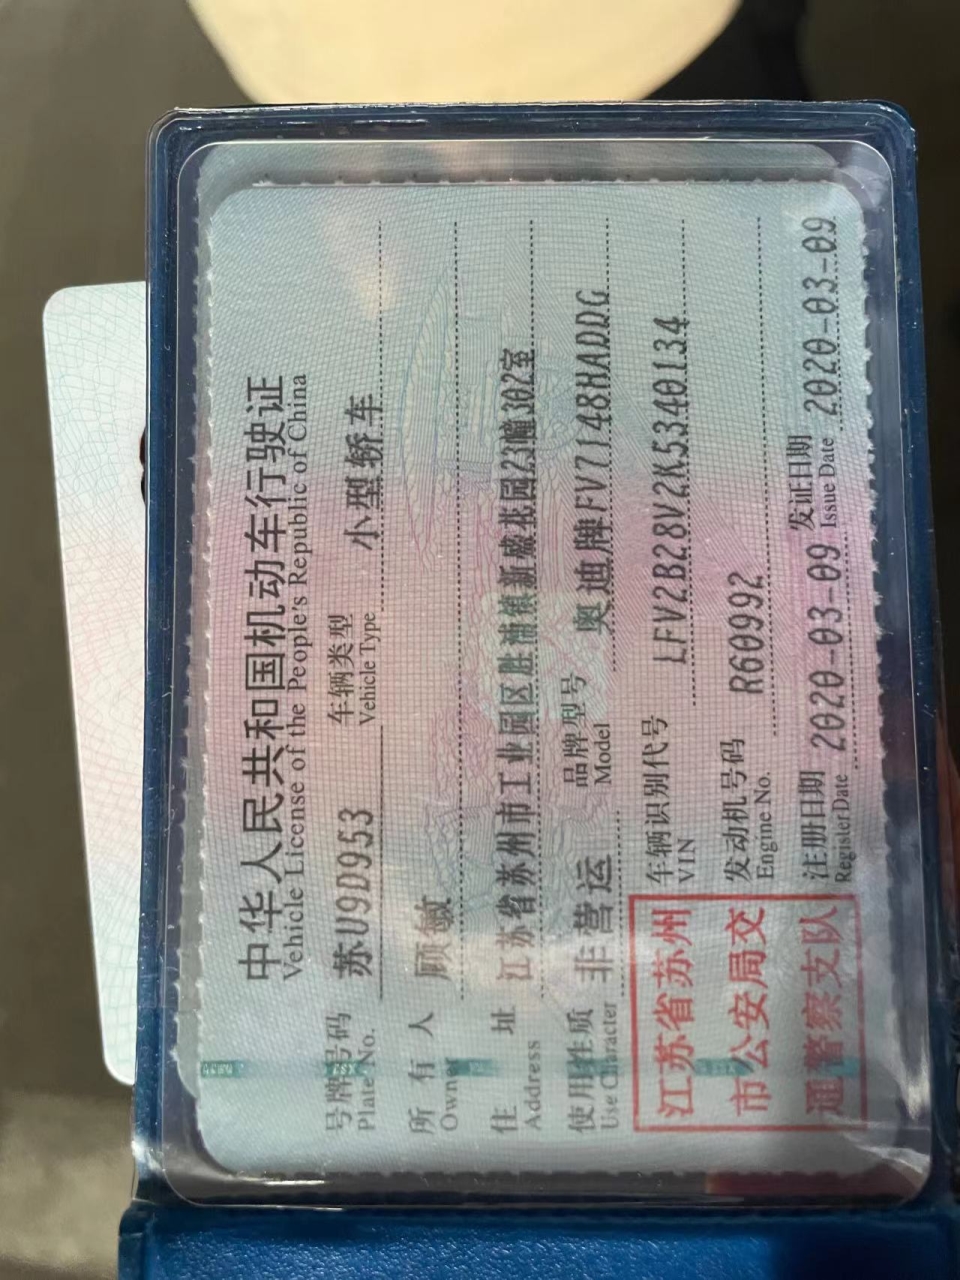 中华人民共和国机动车行驶证
Vehicle License of the People's Republic of China
号牌号码 苏U9D953 车辆类型 小型轿车
Plate No. Vehicle Type
所有人 顾敏
Owner
住址 江苏省苏州市工业园区胜浦镇新盛花园23幢302室
Address
使用性质 非营运 品牌型号 奥迪牌FV7148HADDG
Use Character Model
车辆识别代号 LFV2B28V2K5340134
VIN
发动机号码 R60992
Engine No.
注册日期 2020-03-09 发证日期 2020-03-09
Register Date Issue Date
江苏省苏州
市公安局交
通警察支队